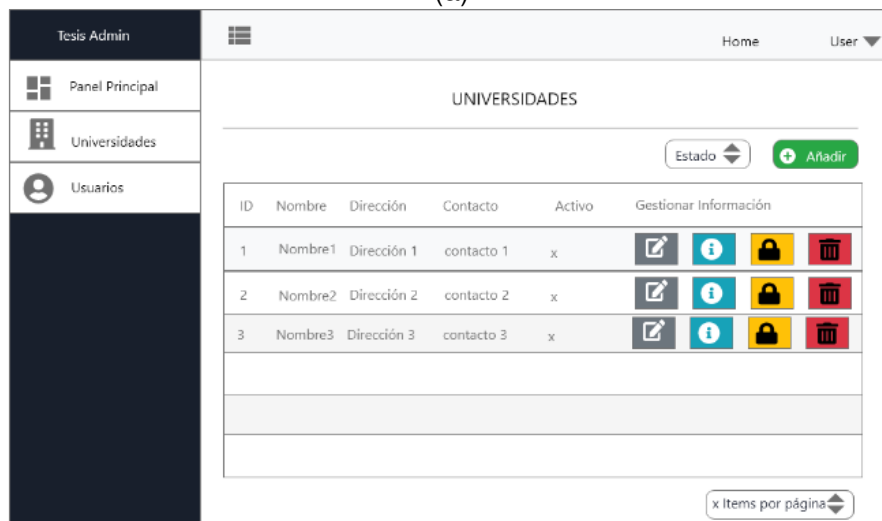 (a)
Tesis Admin
Home User
Panel Principal
Universidades
Usuarios
UNIVERSIDADES
Estado Añadir
ID Nombre Dirección Contacto Activo Gestionar Información
1 Nombre1 Dirección 1 contacto 1 x
2 Nombre2 Dirección 2 contacto 2 x
3 Nombre3 Dirección 3 contacto 3 x
x Items por página